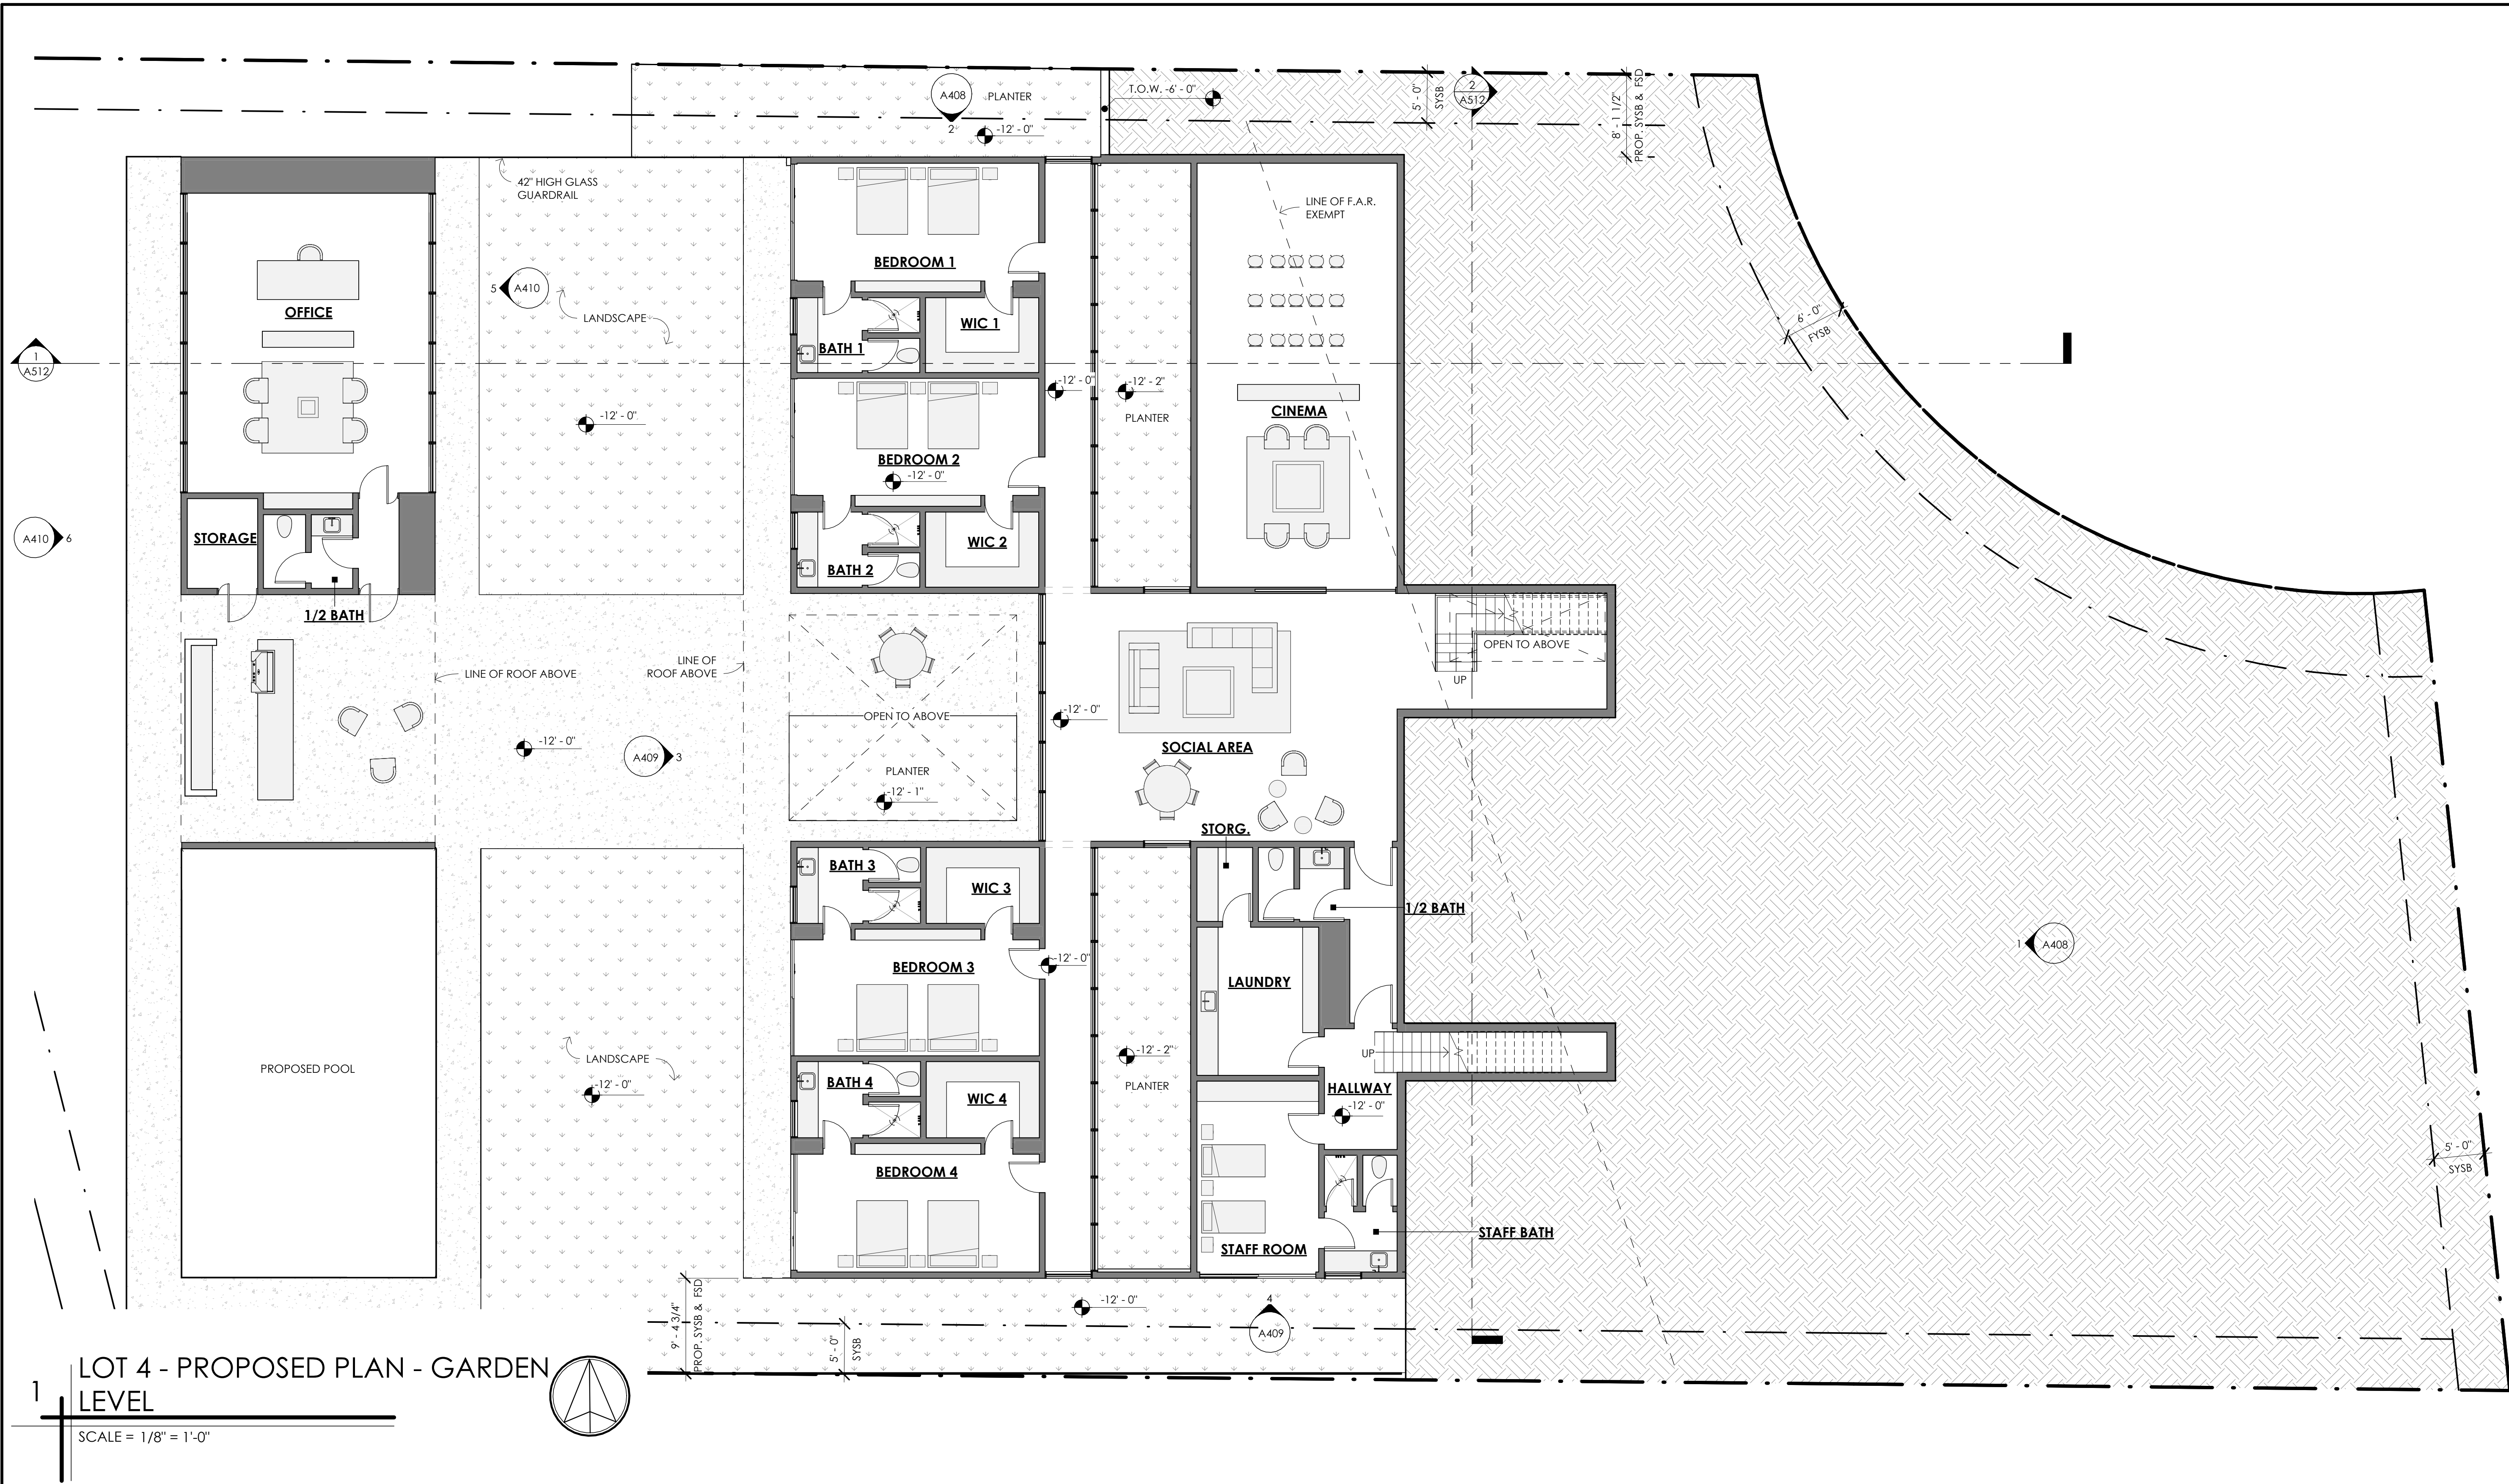 A408
PLANTER
2
-12' - 0"
T.O.W. -6' - 0"
5' - 0"
SYSB
2
A512
8' - 1 1/2"
PROP. SYSB & FSD
42" HIGH GLASS
GUARDRAIL
LINE OF F.A.R.
EXEMPT
BEDROOM 1
5
A410
OFFICE
LANDSCAPE
WIC 1
BATH 1
6' - 0"
FYSB
1
A512
-12' - 0"
-12' - 2"
PLANTER
CINEMA
-12' - 0"
BEDROOM 2
-12' - 0"
A410
6
STORAGE
WIC 2
BATH 2
1/2 BATH
OPEN TO ABOVE
UP
LINE OF ROOF ABOVE
LINE OF
ROOF ABOVE
OPEN TO ABOVE
-12' - 0"
-12' - 0"
SOCIAL AREA
A409
3
PLANTER
-12' - 1"
STORG.
BATH 3
WIC 3
1/2 BATH
1
A408
-12' - 0"
BEDROOM 3
LAUNDRY
PROPOSED POOL
LANDSCAPE
-12' - 0"
-12' - 2"
PLANTER
UP
HALLWAY
-12' - 0"
BATH 4
WIC 4
BEDROOM 4
5' - 0"
SYSB
STAFF BATH
STAFF ROOM
9' - 4 3/4"
PROP. SYSB & FSD
5' - 0"
SYSB
-12' - 0"
4
A409
1
LOT 4 - PROPOSED PLAN - GARDEN
LEVEL
SCALE = 1/8" = 1'-0"